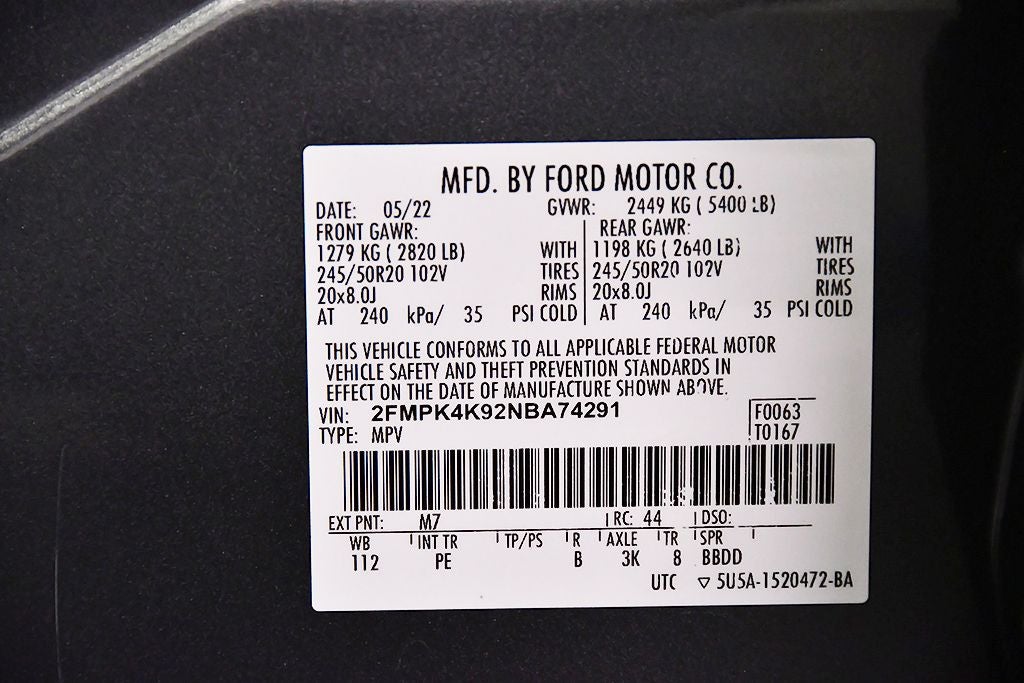 MFD. BY FORD MOTOR CO.
DATE: 05/22 GVWR: 2449 KG ( 5400 LB)
FRONT GAWR: REAR GAWR:
1279 KG ( 2820 LB) WITH 1198 KG ( 2640 LB) WITH
245/50R20 102V TIRES 245/50R20 102V TIRES
20x8.0J RIMS 20x8.0J RIMS
AT 240 kPa/ 35 PSI COLD AT 240 kPa/ 35 PSI COLD
THIS VEHICLE CONFORMS TO ALL APPLICABLE FEDERAL MOTOR
VEHICLE SAFETY AND THEFT PREVENTION STANDARDS IN
EFFECT ON THE DATE OF MANUFACTURE SHOWN ABOVE.
VIN: 2FMPK4K92NBA74291 F0063
TYPE: MPV T0167
EXT PNT: M7 RC: 44 DSO:
WB INT TR TP/PS R AXLE TR SPR
112 PE B 3K 8 BBDD
UTC ▽ 5U5A-1520472-BA